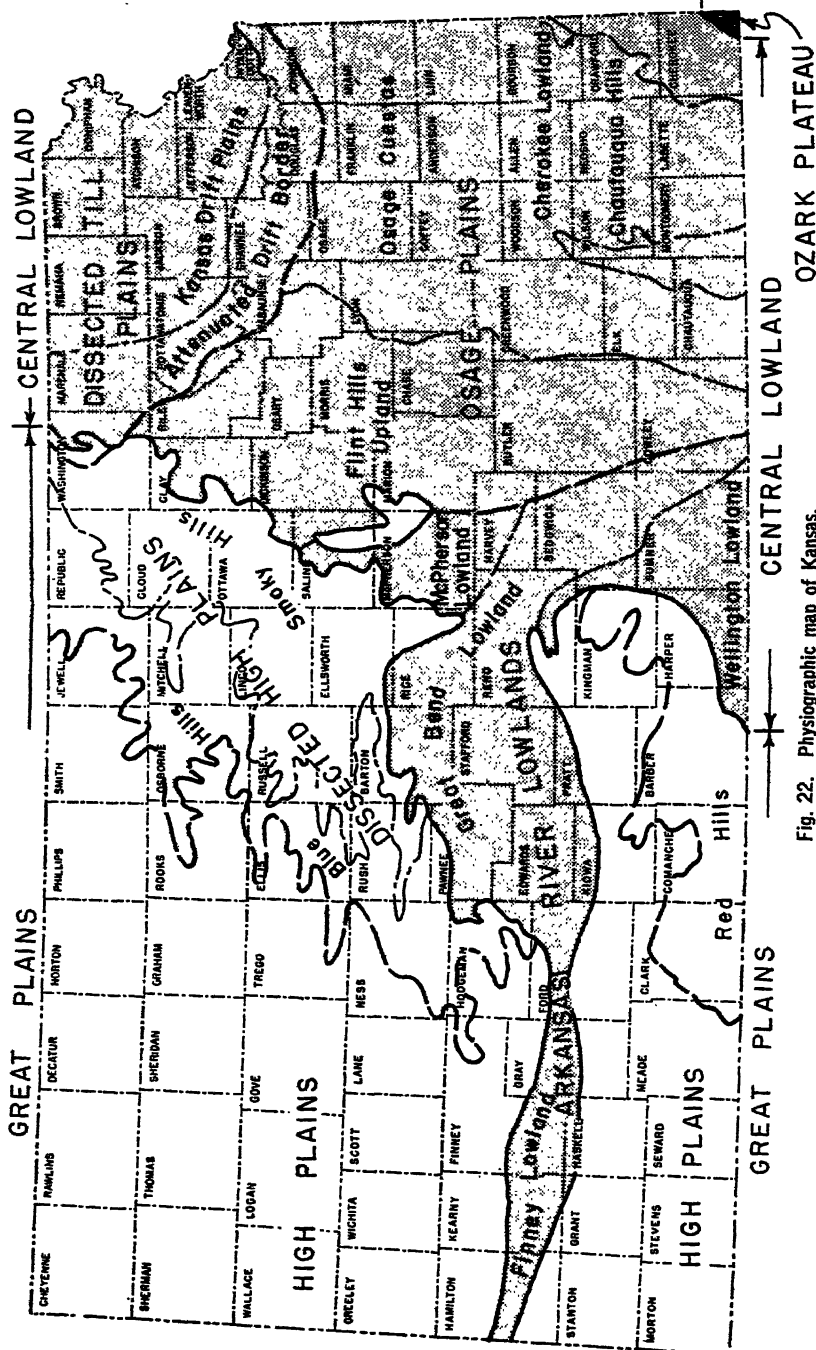 GREAT PLAINS
CENTRAL LOWLAND
CHEYENNE
RAWLINS
DECATUR
NORTON
PHILLIPS
SMITH
JEWELL
REPUBLIC
WASHINGTON
MARSHALL
NEMAHA
BROWN
DONIPHAN
SHERMAN
THOMAS
SHERIDAN
GRAHAM
ROOKS
OSBORNE
MITCHELL
CLOUD
CLAY
RILEY
POTTAWATOMIE
JACKSON
ATCHISON
JEFFERSON
LEAVEN-
WORTH
DISSECTED TILL
PLAINS
Kansas Drift Plains
Attenuated Drift Border
WALLACE
LOGAN
GOVE
TREGO
ELLIS
RUSSELL
LINCOLN
OTTAWA
SALINE
DICKINSON
GEARY
MORRIS
WABAUNSEE
SHAWNEE
DOUGLAS
JOHNSON
HIGH PLAINS
Blue Hills
DISSECTED HIGH PLAINS
Smoky Hills
GREELEY
WICHITA
SCOTT
LANE
NESS
RUSH
BARTON
ELLSWORTH
RICE
McPHERSON
MARION
CHASE
LYON
OSAGE
FRANKLIN
MIAMI
Flint Hills
Upland
Osage Cuestas
COFFEY
ANDERSON
LINN
HAMILTON
KEARNY
FINNEY
HODGEMAN
PAWNEE
STAFFORD
RENO
HARVEY
McPherson
Lowland
Great Bend Lowland
OSAGE PLAINS
GRAY
FORD
EDWARDS
SEDGWICK
BUTLER
GREENWOOD
WOODSON
ALLEN
BOURBON
Finney Lowland
ARKANSAS RIVER LOWLANDS
Cherokee Lowland
STANTON
GRANT
HASKELL
KIOWA
PRATT
KINGMAN
ELK
WILSON
NEOSHO
CRAWFORD
Chautauqua Hills
MORTON
STEVENS
SEWARD
MEADE
CLARK
COMANCHE
BARBER
HARPER
SUMNER
COWLEY
CHAUTAUQUA
MONTGOMERY
LABETTE
CHEROKEE
HIGH PLAINS
Red Hills
Wellington Lowland
GREAT PLAINS
CENTRAL LOWLAND
OZARK PLATEAU
Fig. 22. Physiographic map of Kansas.